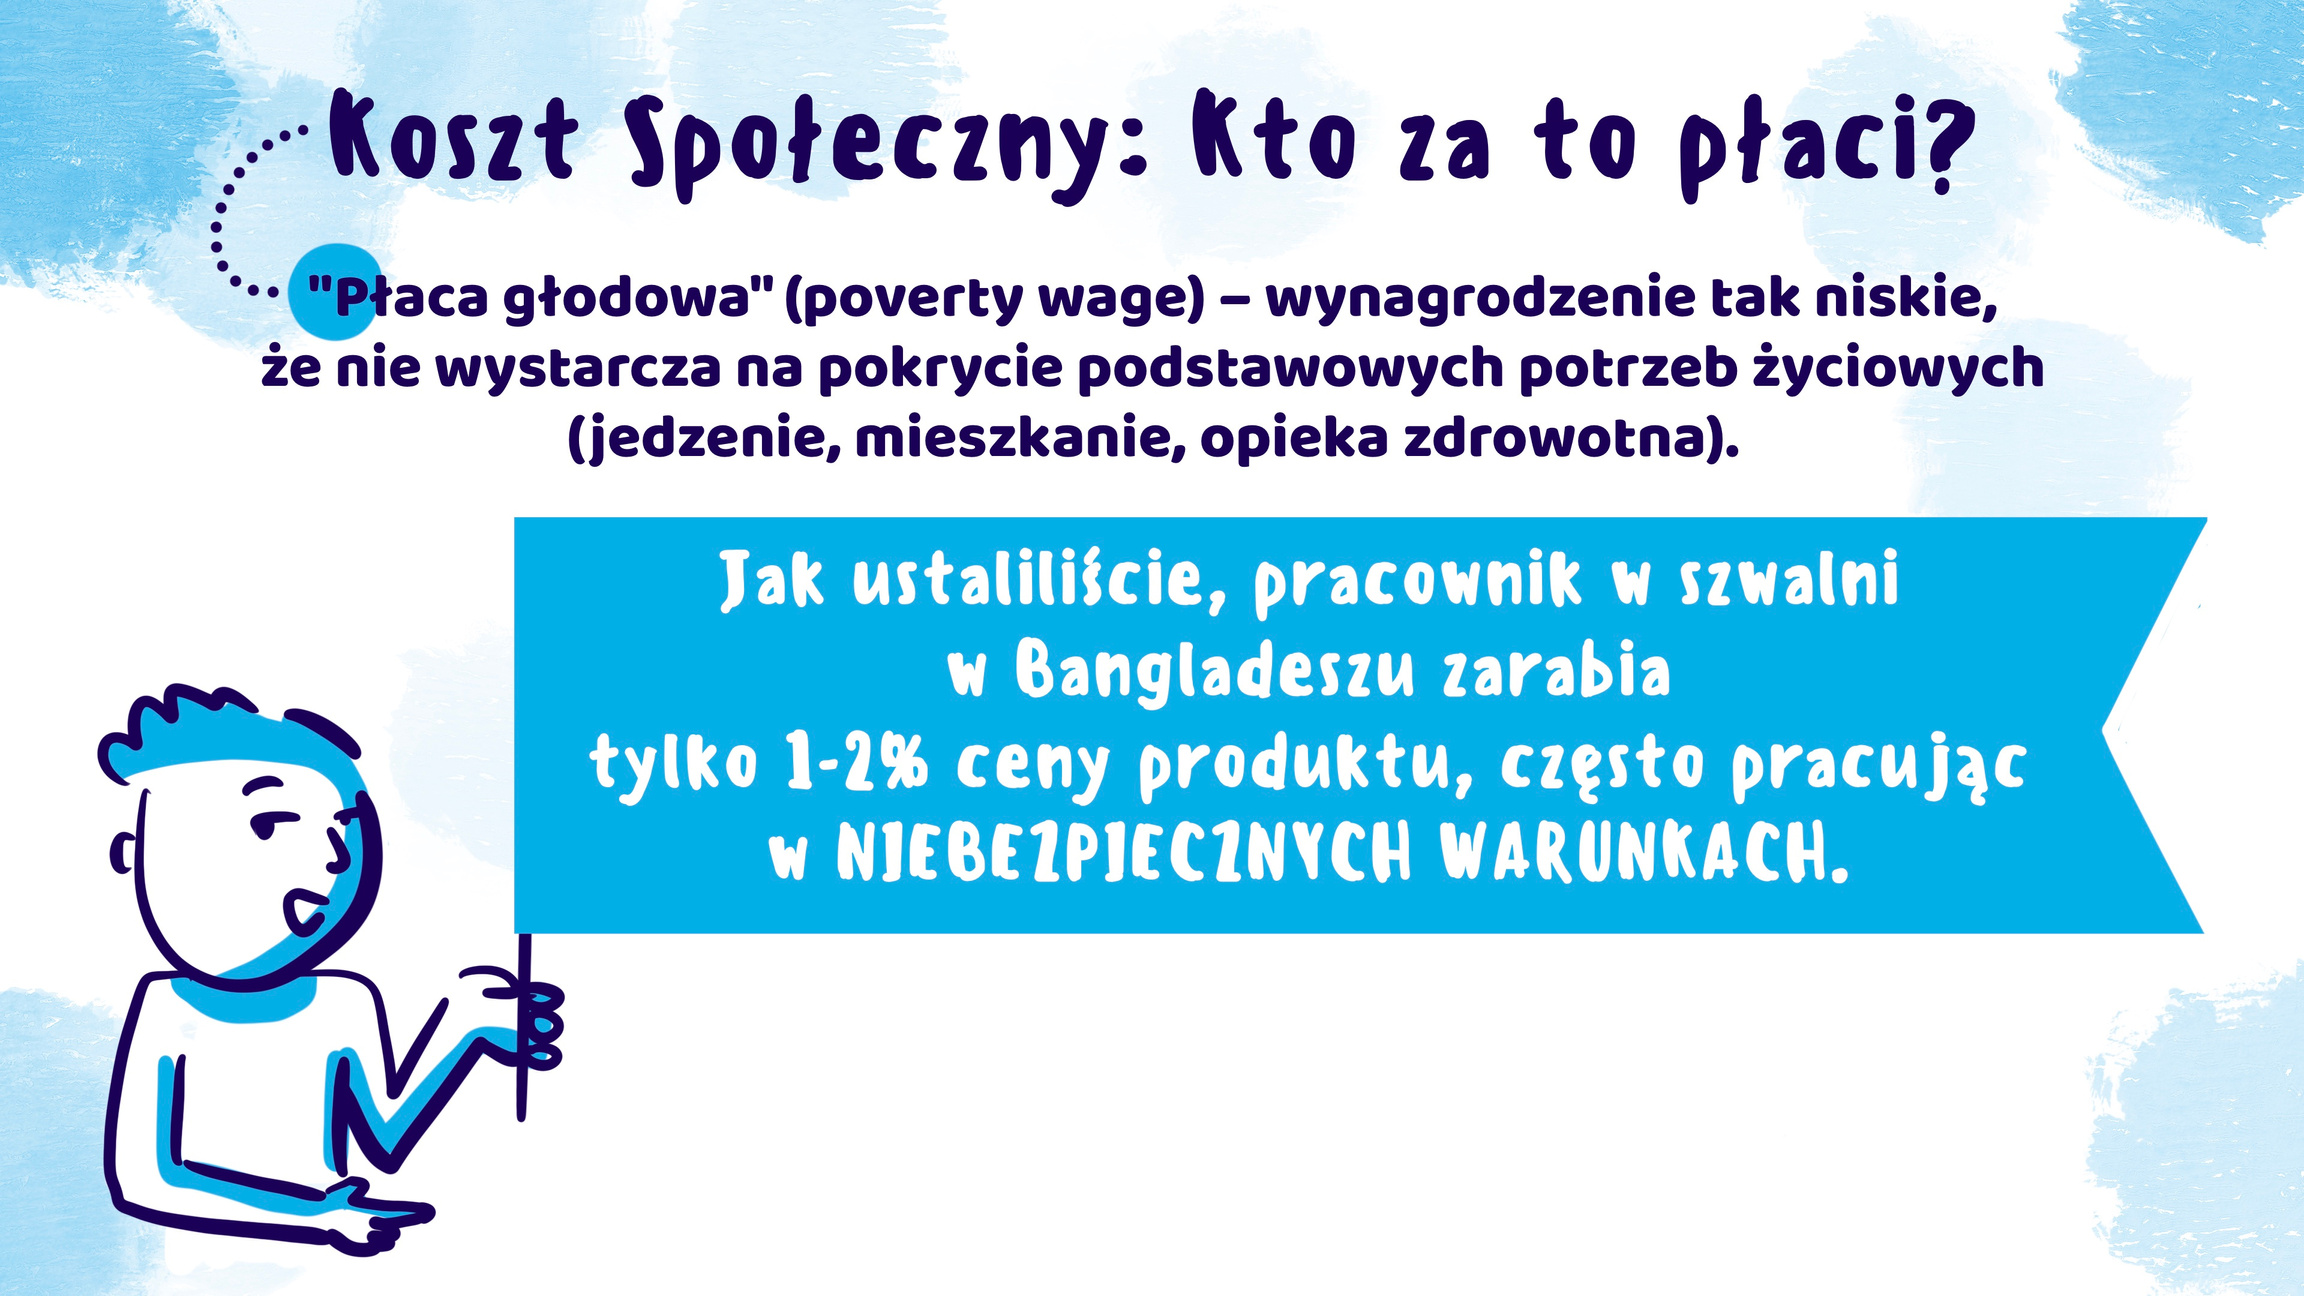 Koszt Społeczny: Kto za to płaci?
"Płaca głodowa" (poverty wage) – wynagrodzenie tak niskie,
że nie wystarcza na pokrycie podstawowych potrzeb życiowych
(jedzenie, mieszkanie, opieka zdrowotna).
Jak ustaliliście, pracownik w szwalni
w Bangladeszu zarabia
tylko 1-2% ceny produktu, często pracując
w NIEBEZPIECZNYCH WARUNKACH.